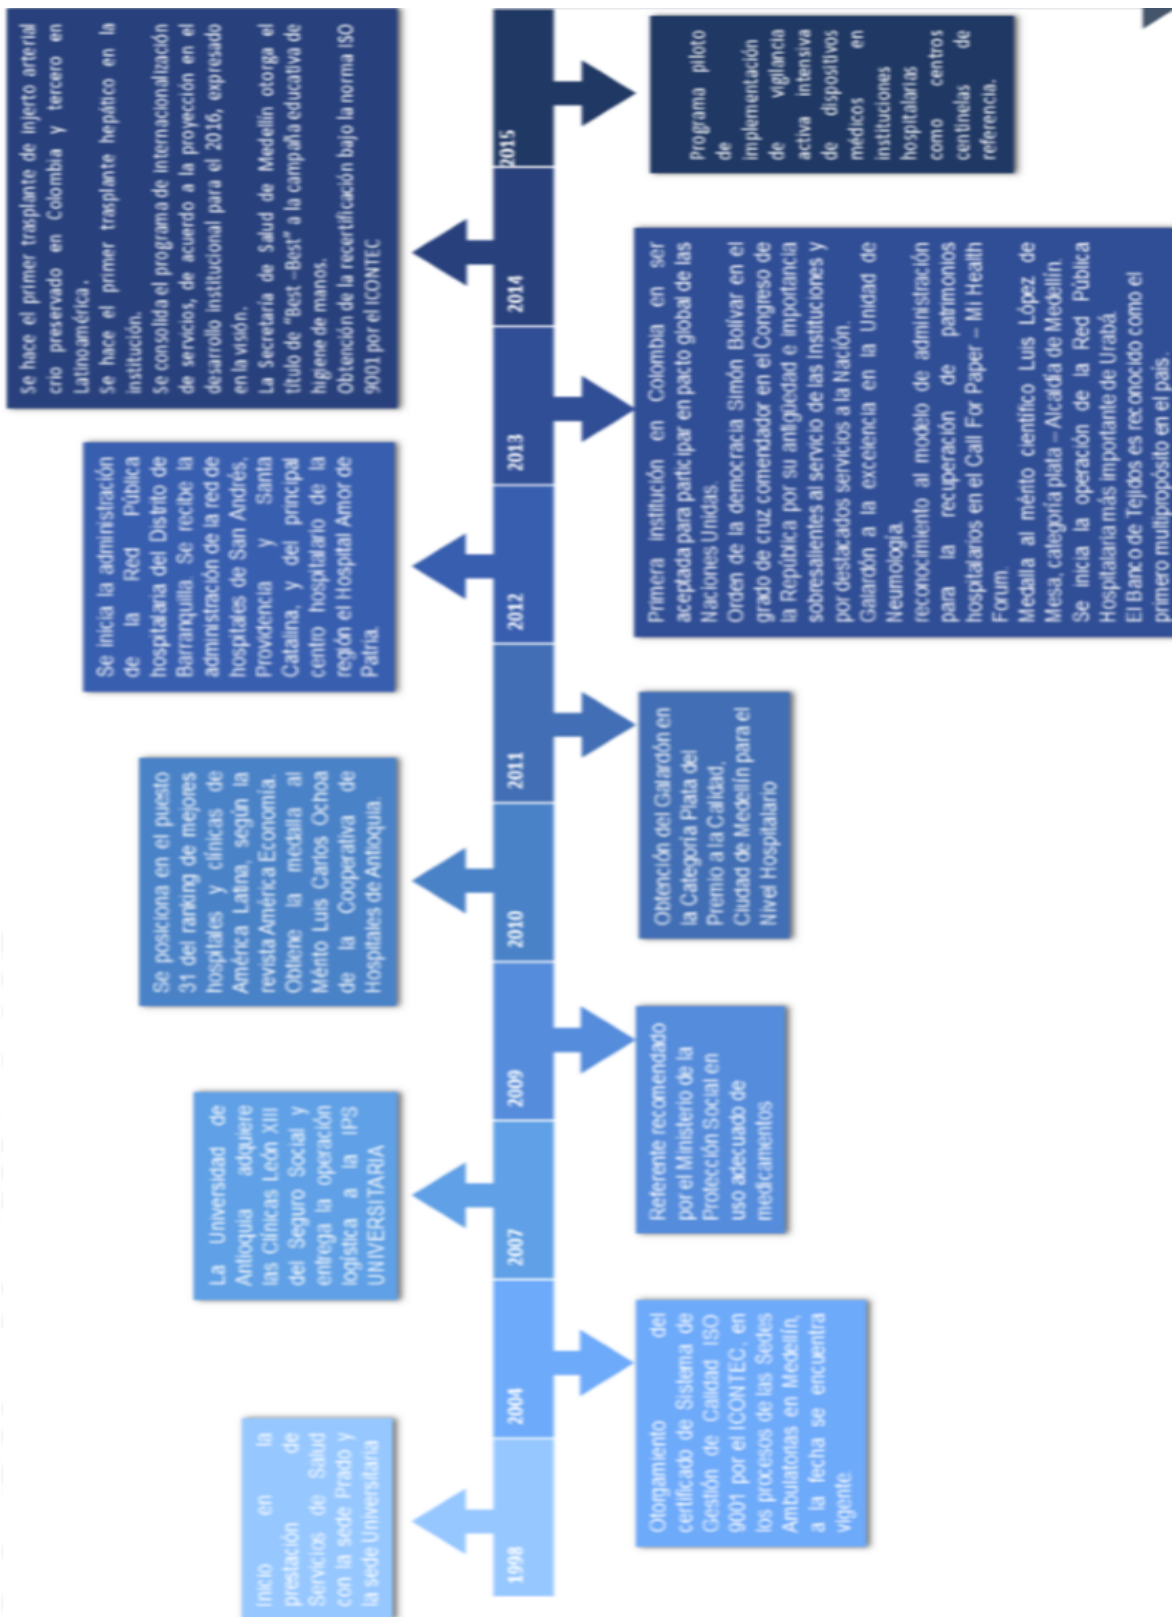 1998
Inicio en la
prestación de
Servicios de Salud
con la sede Prado y
la sede Universitaria
2004
Otorgamiento del
certificado de Sistema de
Gestión de Calidad ISO
9001 por el ICONTEC, en
los procesos de las Sedes
Ambulatorias en Medellín,
a la fecha se encuentra
vigente.
2007
La Universidad de
Antioquia adquiere
las Clínicas León XIII
del Seguro Social y
entrega la operación
logística a la IPS
UNIVERSITARIA
2009
Referente recomendado
por el Ministerio de la
Protección Social en
uso adecuado de
medicamentos
2010
Se posiciona en el puesto
31 del ranking de mejores
hospitales y clínicas de
América Latina, según la
revista América Economía.
Obtiene la medalla al
Mérito Luis Carlos Ochoa
de la Cooperativa de
Hospitales de Antioquia.
2011
Obtención del Galardón en
la Categoría Plata del
Premio a la Calidad,
Ciudad de Medellín para el
Nivel Hospitalario
2012
Se inicia la administración
de la Red Pública
hospitalaria del Distrito de
Barranquilla. Se recibe la
administración de la red de
hospitales de San Andrés,
Providencia y Santa
Catalina, y del principal
centro hospitalario de la
región el Hospital Amor de
Patria.
2013
Primera institución en Colombia en ser
aceptada para participar en pacto global de las
Naciones Unidas.
Orden de la democracia Simón Bolívar en el
grado de cruz comendador en el Congreso de
la República por su antigüedad e importancia
sobresalientes al servicio de las Instituciones y
por destacados servicios a la Nación.
Galardón a la excelencia en la Unidad de
Neumología.
reconocimiento al modelo de administración
para la recuperación de patrimonios
hospitalarios en el Call For Paper – Mi Health
Forum.
Medalla al mérito científico Luis López de
Mesa, categoría plata – Alcaldía de Medellín.
Se inicia la operación de la Red Pública
Hospitalaria más importante de Urabá.
El Banco de Tejidos es reconocido como el
primero multipropósito en el país
2014
Se hace el primer trasplante de injerto arterial
crio preservado en Colombia y tercero en
Latinoamérica.
Se hace el primer trasplante hepático en la
institución.
Se consolida el programa de internacionalización
de servicios, de acuerdo a la proyección en el
desarrollo institucional para el 2016, expresado
en la visión.
La Secretaría de Salud de Medellín otorga el
título de "Best –Best" a la campaña educativa de
higiene de manos.
Obtención de la recertificación bajo la norma ISO
9001 por el ICONTEC
2015
Programa piloto
de
implementación
de vigilancia
activa intensiva
de dispositivos
médicos en
instituciones
hospitalarias
como centros
centinelas de
referencia.